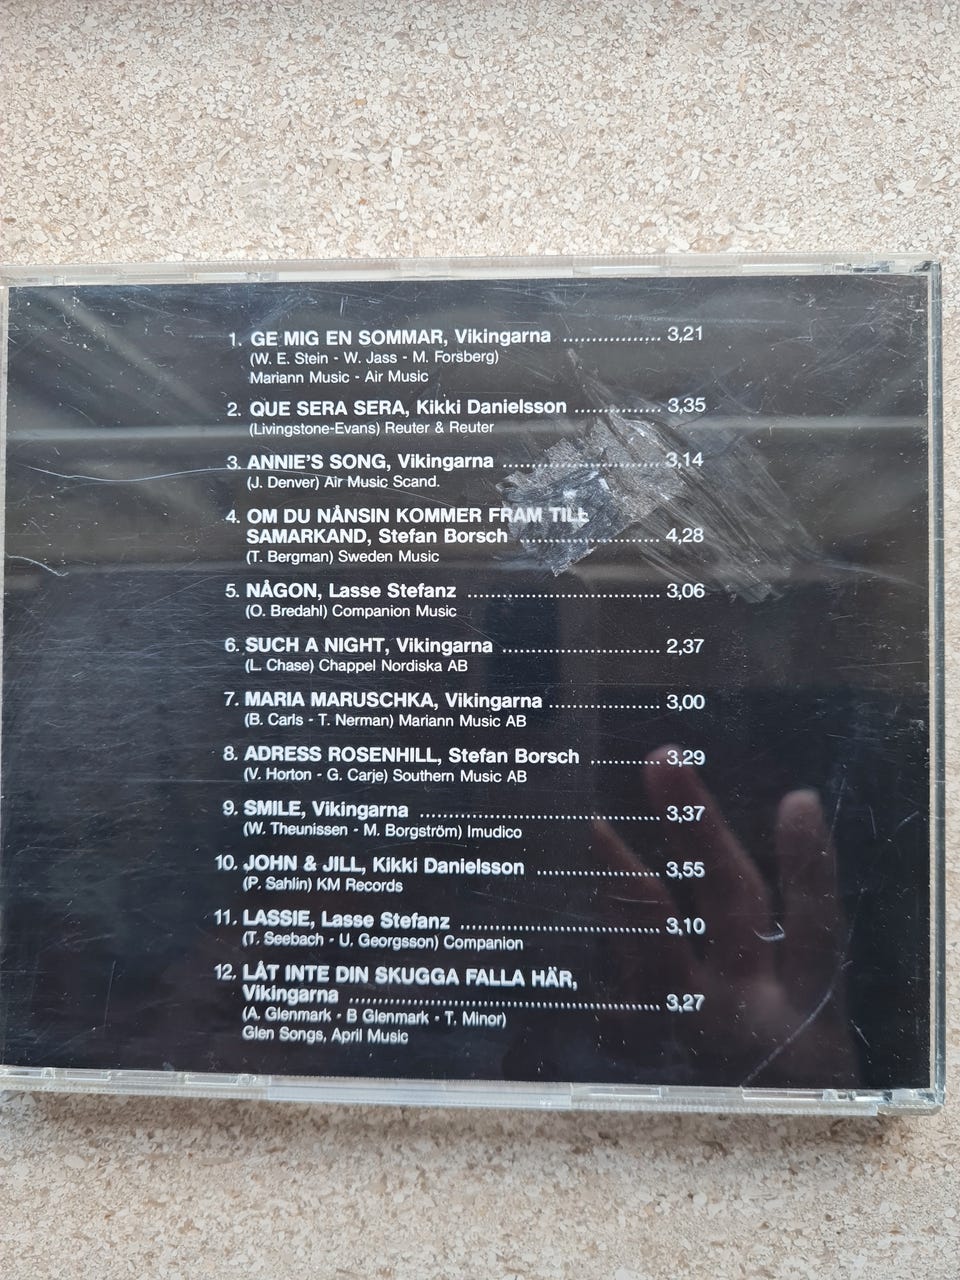 1. GE MIG EN SOMMAR, Vikingarna .................. 3,21
(W. E. Stein - W. Jass - M. Forsberg)
Mariann Music - Air Music
2. QUE SERA SERA, Kikki Danielsson ................ 3,35
(Livingstone-Evans) Reuter & Reuter
3. ANNIE'S SONG, Vikingarna ............................. 3,14
(J. Denver) Air Music Scand.
4. OM DU NÅNSIN KOMMER FRAM TILL
SAMARKAND, Stefan Borsch .......................... 4,28
(T. Bergman) Sweden Music
5. NÅGON, Lasse Stefanz ................................... 3,06
(O. Bredahl) Companion Music
6. SUCH A NIGHT, Vikingarna ............................. 2,37
(L. Chase) Chappel Nordiska AB
7. MARIA MARUSCHKA, Vikingarna .................... 3,00
(B. Carls - T. Nerman) Mariann Music AB
8. ADRESS ROSENHILL, Stefan Borsch ............. 3,29
(V. Horton - G. Carje) Southern Music AB
9. SMILE, Vikingarna ............................................ 3,37
(W. Theunissen - M. Borgström) Imudico
10. JOHN & JILL, Kikki Danielsson ...................... 3,55
(P. Sahlin) KM Records
11. LASSIE, Lasse Stefanz .................................... 3,10
(T. Seebach - U. Georgsson) Companion
12. LÅT INTE DIN SKUGGA FALLA HÄR,
Vikingarna ......................................................... 3,27
(A. Glenmark - B Glenmark - T. Minor)
Glen Songs, April Music